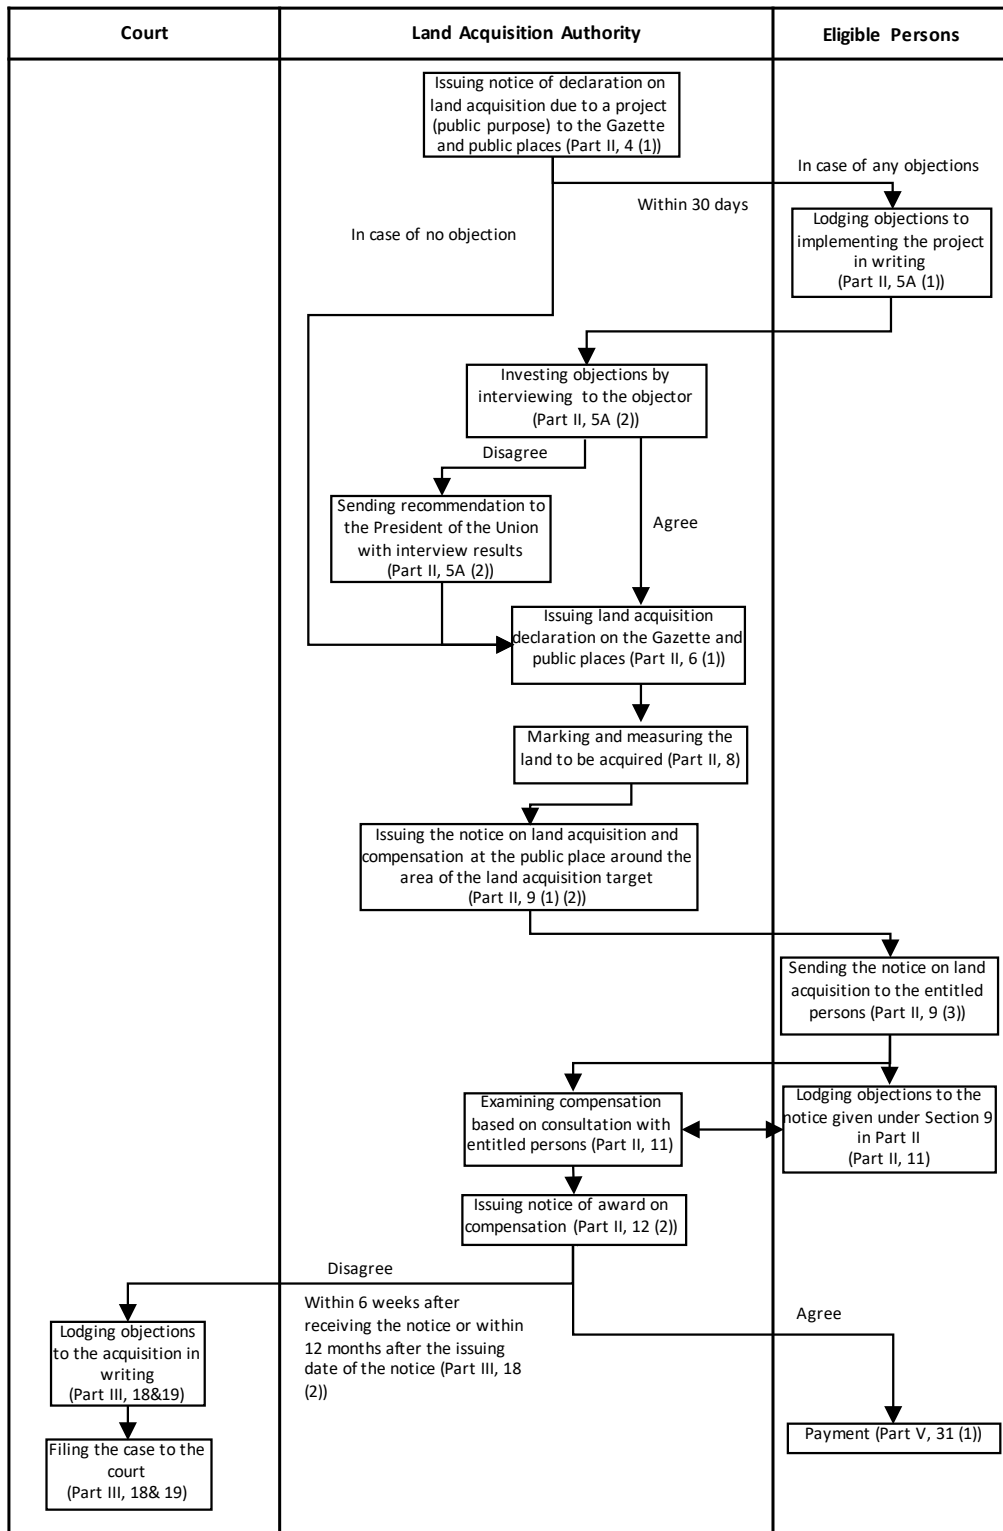 Court
Land Acquisition Authority
Eligible Persons
Issuing notice of declaration on
land acquisition due to a project
(public purpose) to the Gazette
and public places (Part II, 4 (1))
In case of any objections
Within 30 days
In case of no objection
Lodging objections to
implementing the project
in writing
(Part II, 5A (1))
Investing objections by
interviewing to the objector
(Part II, 5A (2))
Disagree
Sending recommendation to
the President of the Union
with interview results
(Part II, 5A (2))
Agree
Issuing land acquisition
declaration on the Gazette and
public places (Part II, 6 (1))
Marking and measuring the
land to be acquired (Part II, 8)
Issuing the notice on land acquisition and
compensation at the public place around the
area of the land acquisition target
(Part II, 9 (1) (2))
Sending the notice on land
acquisition to the entitled
persons (Part II, 9 (3))
Examining compensation
based on consultation with
entitled persons (Part II, 11)
Lodging objections to the
notice given under Section 9
in Part II
(Part II, 11)
Issuing notice of award on
compensation (Part II, 12 (2))
Disagree
Within 6 weeks after
receiving the notice or within
12 months after the issuing
date of the notice (Part III, 18
(2))
Agree
Lodging objections
to the acquisition in
writing
(Part III, 18&19)
Filing the case to the
court
(Part III, 18& 19)
Payment (Part V, 31 (1))